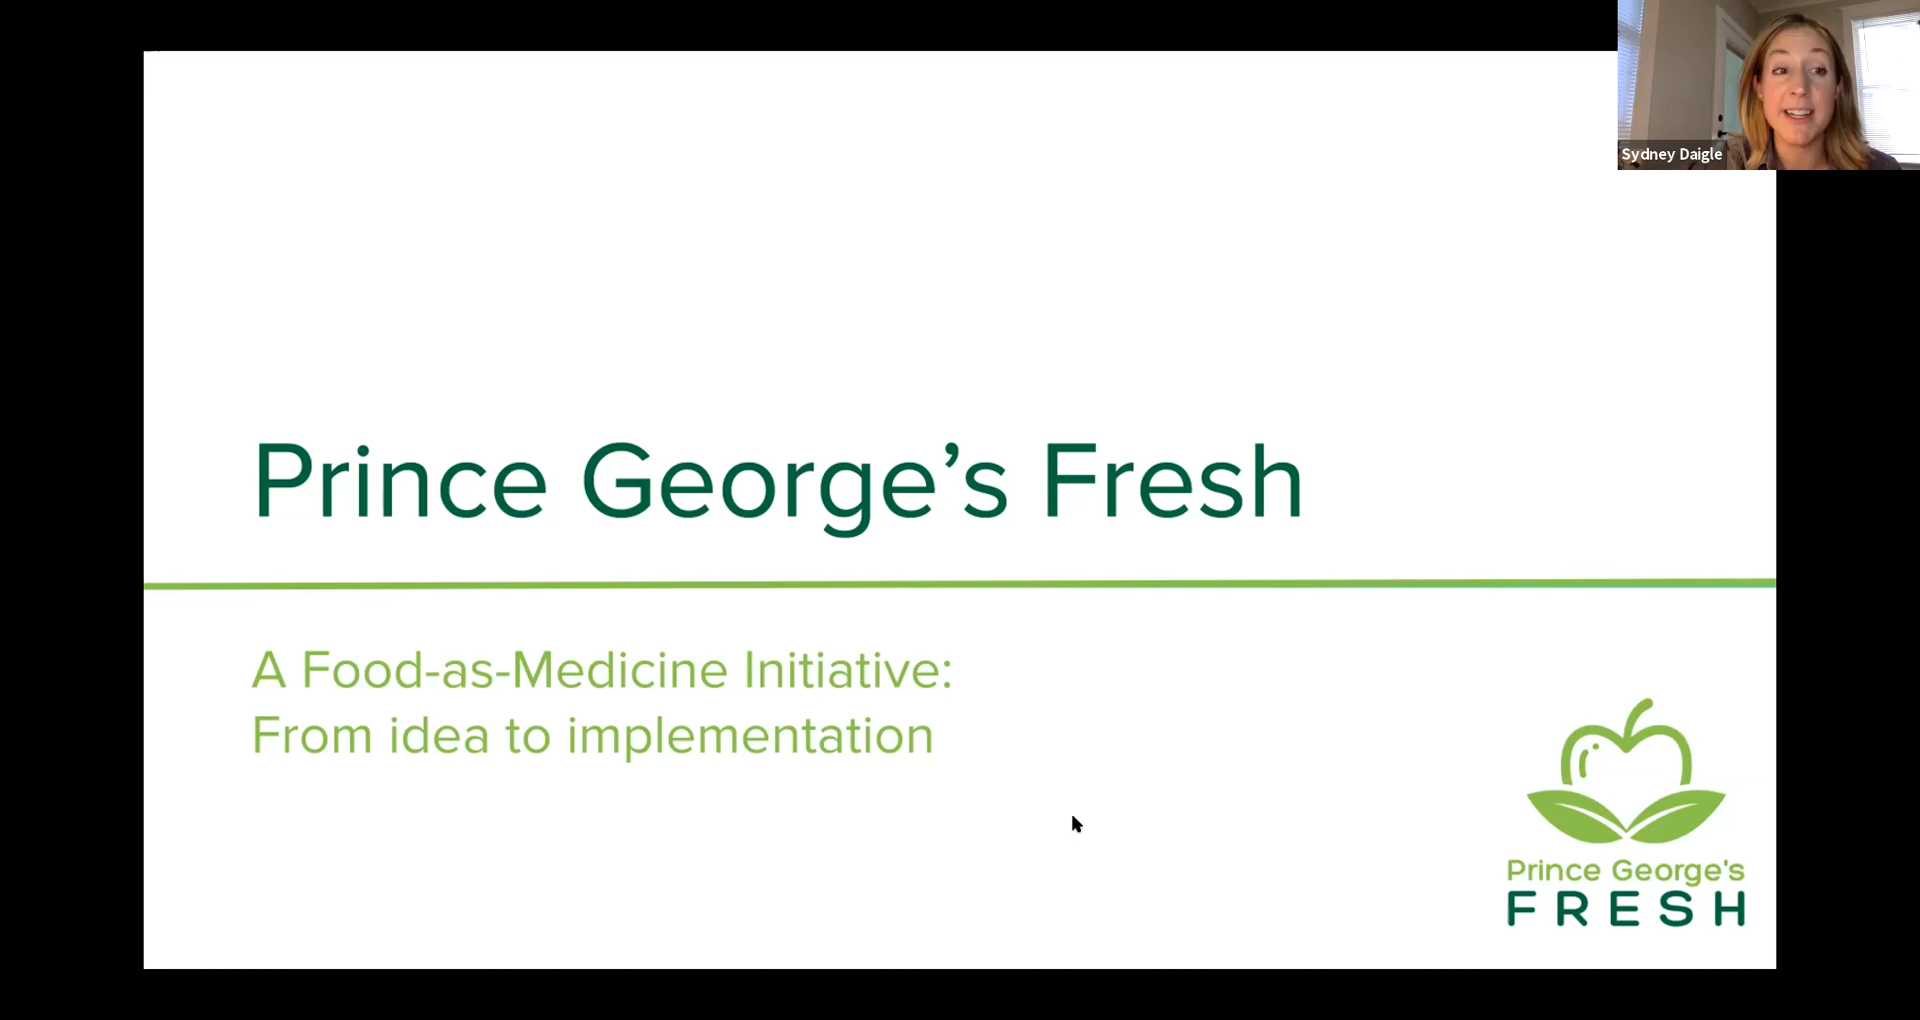 Sydney Daigle
Prince George’s Fresh
A Food-as-Medicine Initiative:
From idea to implementation
Prince George's
FRESH